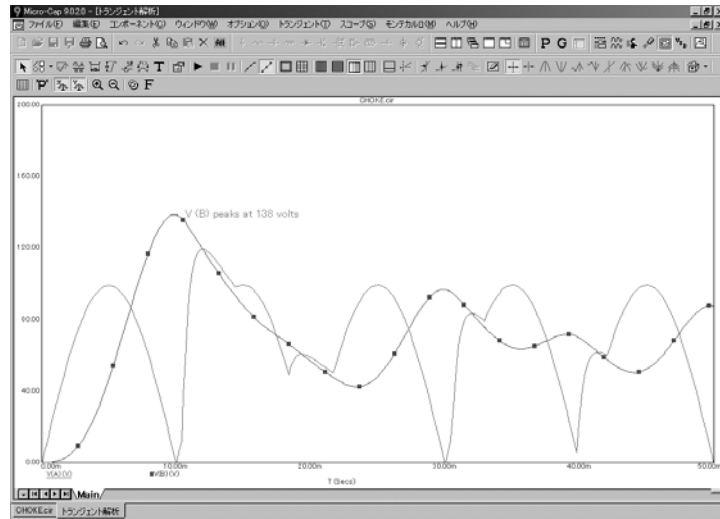 Micro-Cap 9.0.2.0 - [トランジェント解析]
ファイル(F) 編集(E) コンポーネント(C) ウィンドウ(W) オプション(O) トランジェント(T) スコープ(S) モンテカルロ(M) ヘルプ(H)
CHOKE.cir
200.00
160.00
V (B) peaks at 138 volts
120.00
80.00
40.00
0.00
0.00m 10.00m 20.00m 30.00m 40.00m 50.00m
V(A) (V) V(B) (V)
T (Secs)
Main
CHOKE.cir トランジェント解析